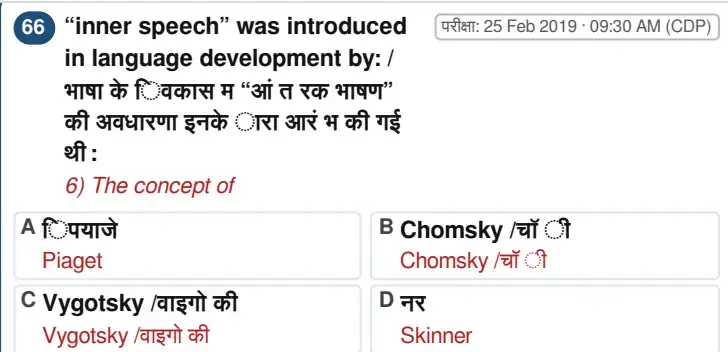 66 “inner speech” was introduced
परीक्षा: 25 Feb 2019 · 09:30 AM (CDP)
in language development by: /
भाषा के िवकास म “आं त रक भाषण”
की अवधारणा इनके ारा आरं भ की गई
थी :
6) The concept of
A िपयाजे
Piaget
B Chomsky /चॉ ी
Chomsky /चॉ ी
C Vygotsky /वाइगो की
Vygotsky /वाइगो की
D नर
Skinner